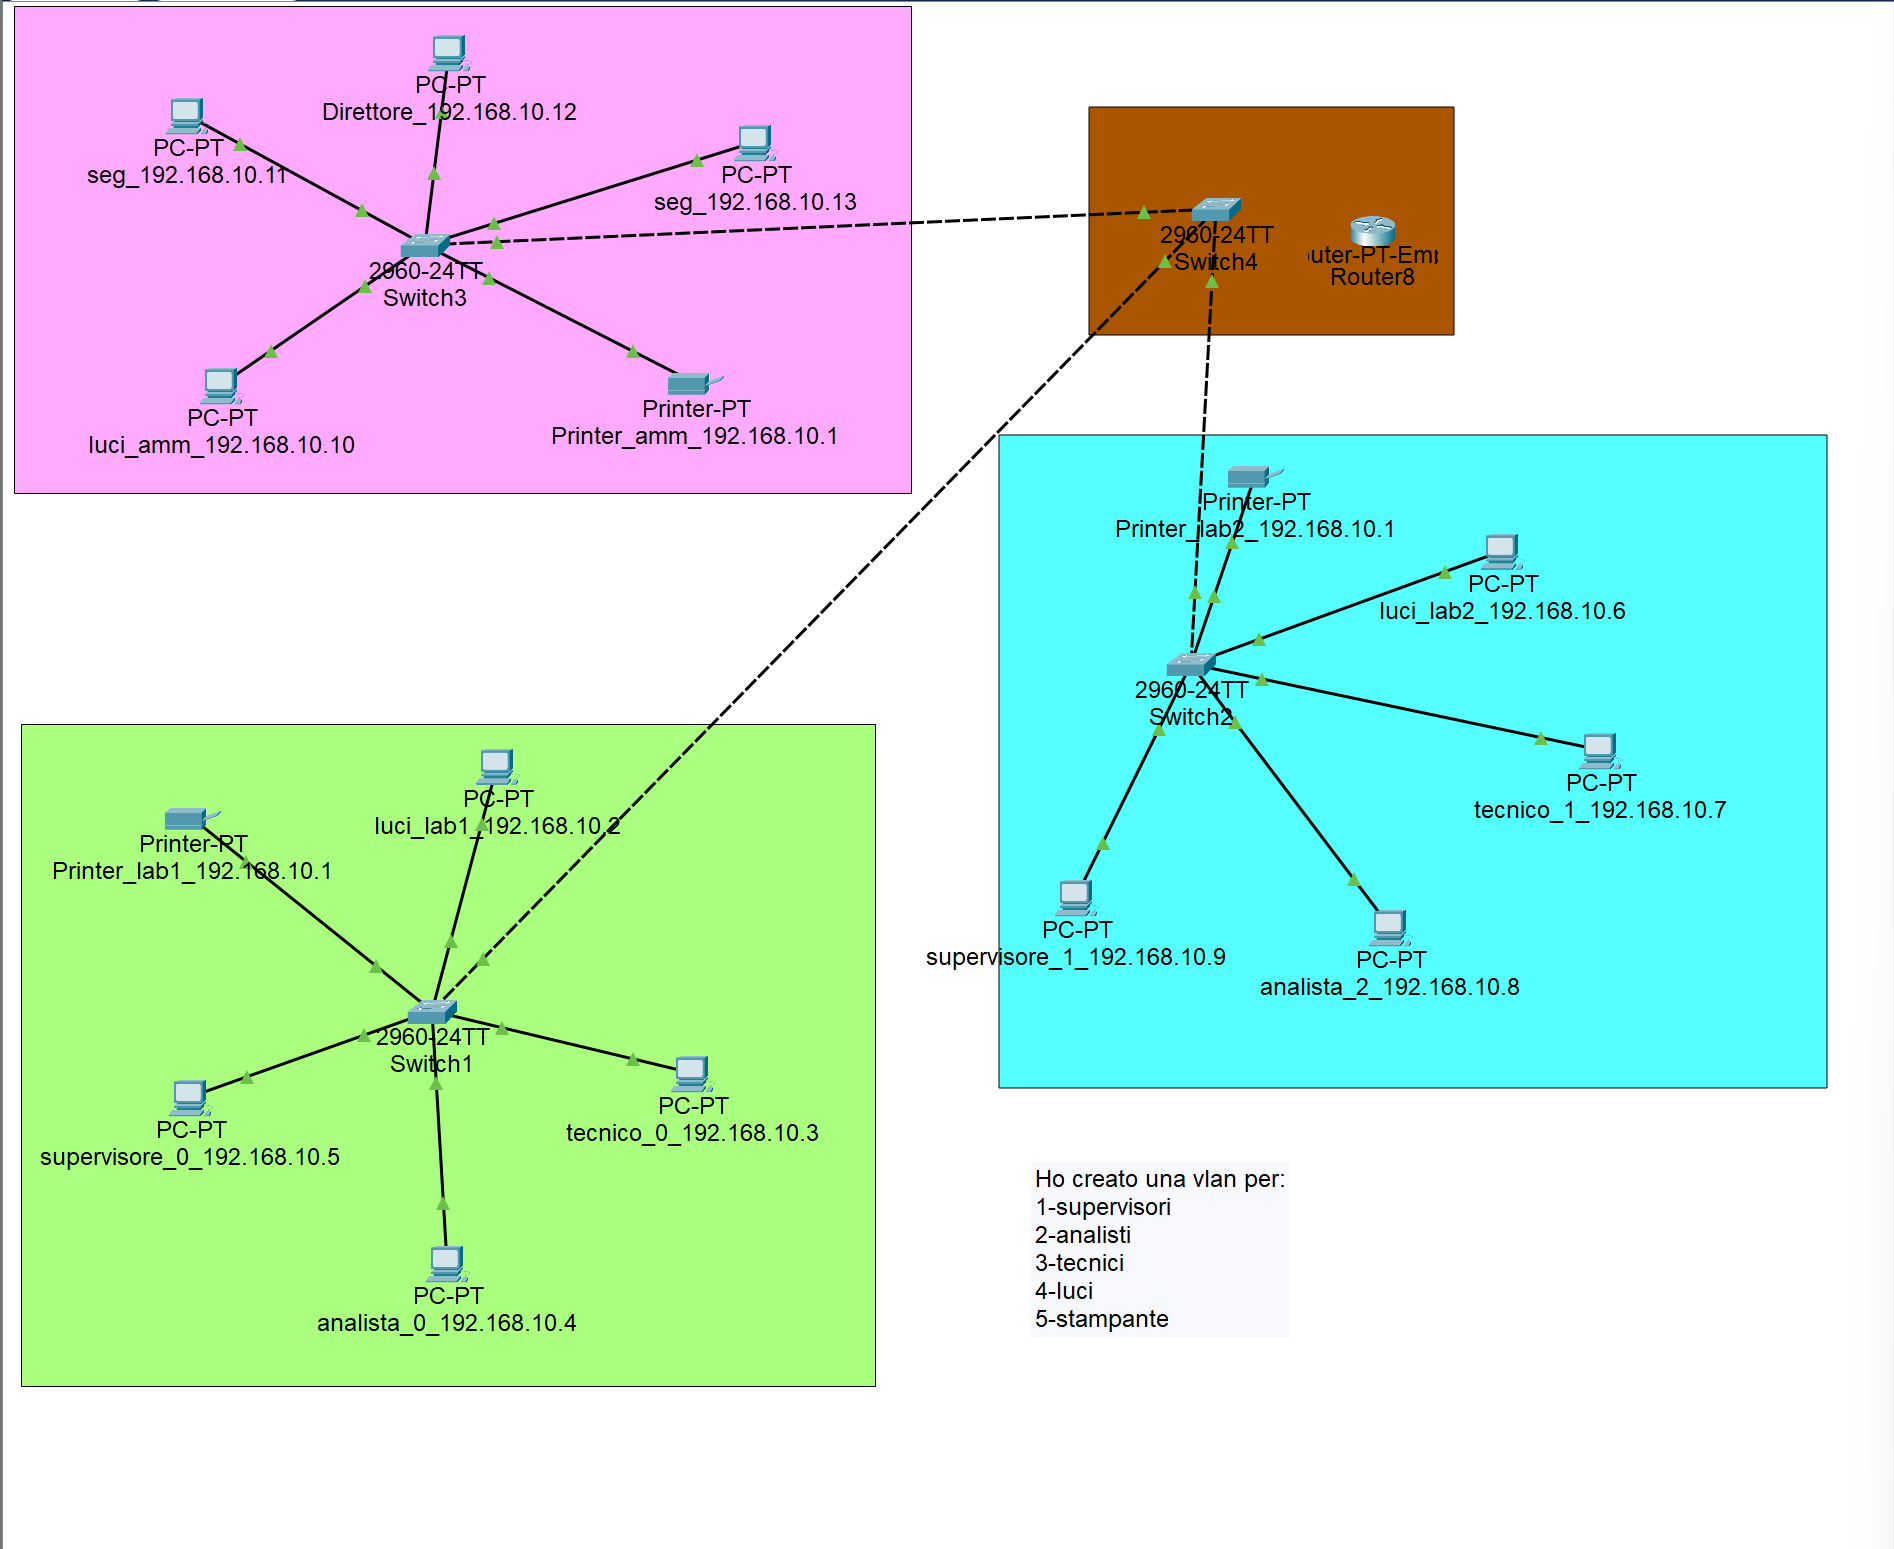 PC-PT
Direttore_192.168.10.12
PC-PT
seg_192.168.10.11
PC-PT
seg_192.168.10.13
2960-24TT
Switch3
PC-PT
luci_amm_192.168.10.10
Printer-PT
Printer_amm_192.168.10.1
2960-24TT
Switch4
uter-PT-Emp
Router8
Printer-PT
Printer_lab2_192.168.10.1
PC-PT
luci_lab2_192.168.10.6
2960-24TT
Switch2
PC-PT
tecnico_1_192.168.10.7
PC-PT
supervisore_1_192.168.10.9
PC-PT
analista_2_192.168.10.8
PC-PT
luci_lab1_192.168.10.2
Printer-PT
Printer_lab1_192.168.10.1
2960-24TT
Switch1
PC-PT
tecnico_0_192.168.10.3
PC-PT
supervisore_0_192.168.10.5
PC-PT
analista_0_192.168.10.4
Ho creato una vlan per:
1-supervisori
2-analisti
3-tecnici
4-luci
5-stampante